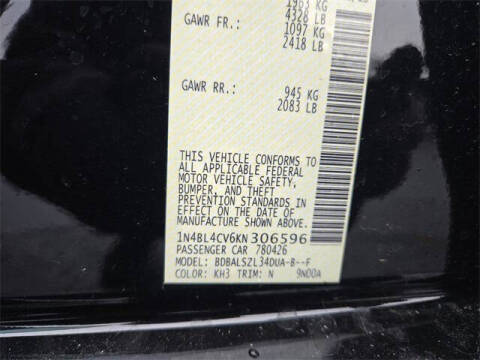 1963 KG
4328 LB
GAWR FR.: 1097 KG
2418 LB
GAWR RR.: 945 KG
2083 LB
THIS VEHICLE CONFORMS TO
ALL APPLICABLE FEDERAL
MOTOR VEHICLE SAFETY,
BUMPER, AND THEFT
PREVENTION STANDARDS IN
EFFECT ON THE DATE OF
MANUFACTURE SHOWN ABOVE.
1N4BL4CV6KN306596
PASSENGER CAR 780426
MODEL: BDBALSZL34DUA-B--F
COLOR: KH3 TRIM: N 9N00A